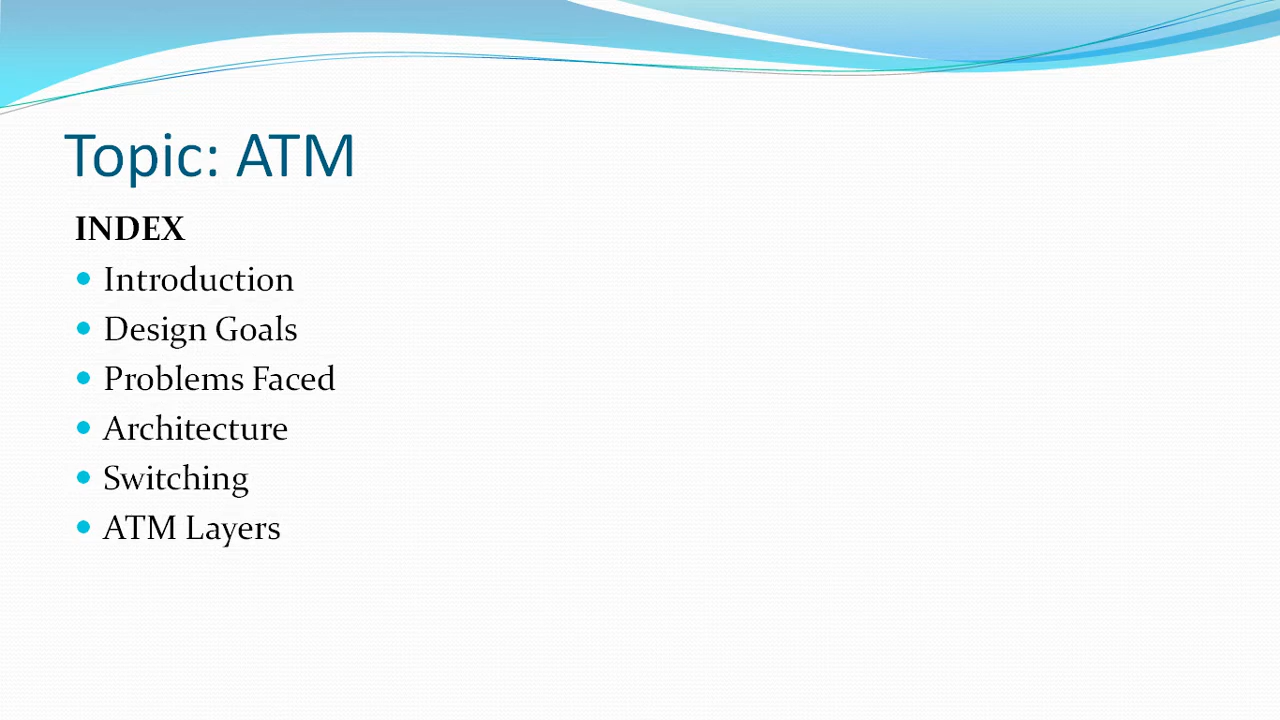 Topic: ATM
INDEX
Introduction
Design Goals
Problems Faced
Architecture
Switching
ATM Layers